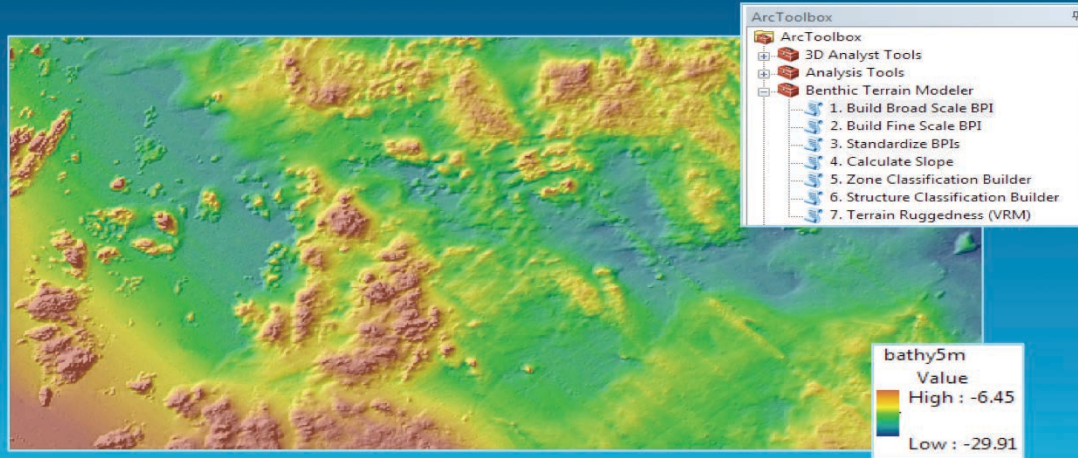 ArcToolbox
ArcToolbox
3D Analyst Tools
Analysis Tools
Benthic Terrain Modeler
1. Build Broad Scale BPI
2. Build Fine Scale BPI
3. Standardize BPIs
4. Calculate Slope
5. Zone Classification Builder
6. Structure Classification Builder
7. Terrain Ruggedness (VRM)
bathy5m
Value
High : -6.45
Low : -29.91